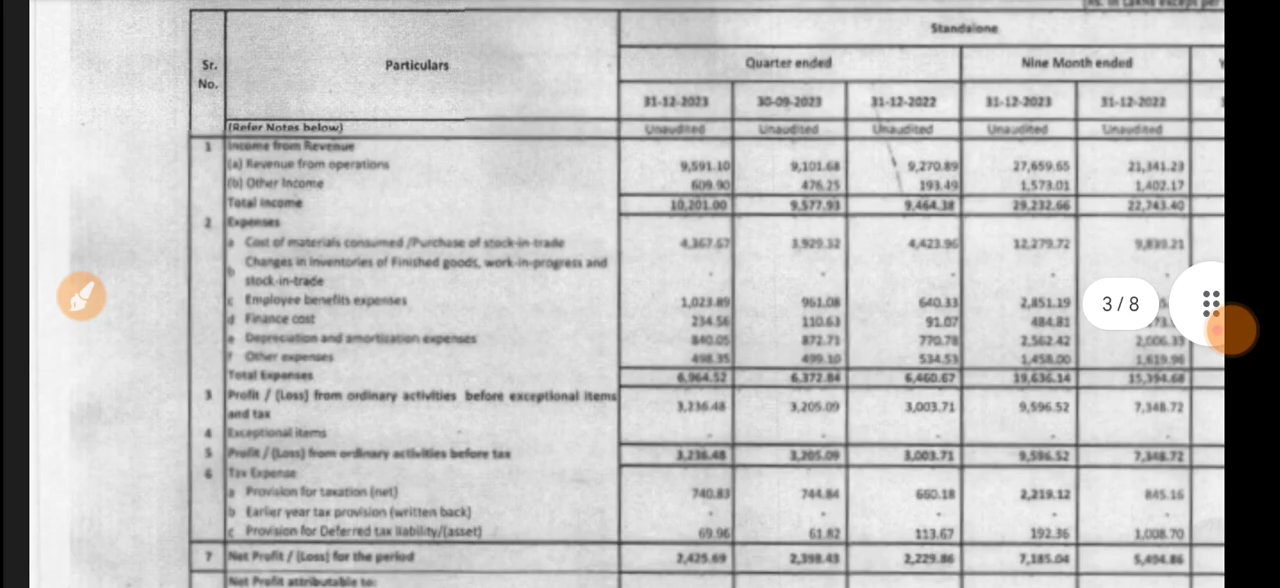 (Rs. in Lakhs except per
Standalone
Sr. No. Particulars Quarter ended Nine Month ended Y
31-12-2023 30-09-2023 31-12-2022 31-12-2023 31-12-2022
(Refer Notes below) Unaudited Unaudited Unaudited Unaudited Unaudited
1 Income from Revenue
(a) Revenue from operations 9,591.10 9,101.68 9,270.89 27,659.65 21,341.23
(b) Other Income 609.90 476.25 193.49 1,573.01 1,402.17
Total Income 10,201.00 9,577.93 9,464.38 29,232.66 22,743.40
2 Expenses
a Cost of materials consumed /Purchase of stock-in-trade 4,367.67 3,929.32 4,423.96 12,279.72 9,839.21
b Changes in Inventories of Finished goods, work-in-progress and
stock-in-trade - - - - -
c Employee benefits expenses 1,023.89 961.08 640.33 2,851.19
d Finance cost 234.56 110.63 91.07 484.81
e Depreciation and amortization expenses 840.05 872.71 770.78 2,562.42 2,006.33
f Other expenses 498.35 499.10 534.53 1,458.00 1,619.98
Total Expenses 6,964.52 6,372.84 6,460.67 19,636.14 15,394.68
3 Profit / (Loss) from ordinary activities before exceptional items
and tax 3,236.48 3,205.09 3,003.71 9,596.52 7,348.72
4 Exceptional items - - - - -
5 Profit / (Loss) from ordinary activities before tax 3,236.48 3,205.09 3,003.71 9,596.52 7,348.72
6 Tax Expense
a Provision for taxation (net) 740.83 744.84 660.18 2,219.12 845.16
b Earlier year tax provision (written back) - - - - -
c Provision for Deferred tax liability/(asset) 69.96 61.82 113.67 192.36 1,008.70
7 Net Profit / (Loss) for the period 2,425.69 2,398.43 2,229.86 7,185.04 5,494.86
Net Profit attributable to:
3 / 8